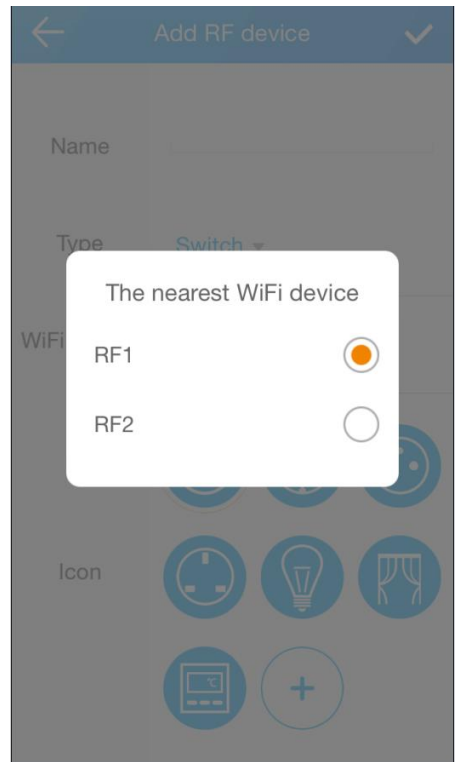 Add RF device
Name
Type Switch
The nearest WiFi device
WiFi
RF1
RF2
Icon
°C